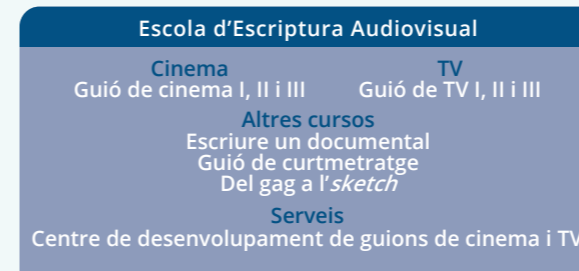 Escola d’Escriptura Audiovisual
Cinema
Guió de cinema I, II i III
TV
Guió de TV I, II i III
Altres cursos
Escriure un documental
Guió de curtmetratge
Del gag a l’sketch
Serveis
Centre de desenvolupament de guions de cinema i TV